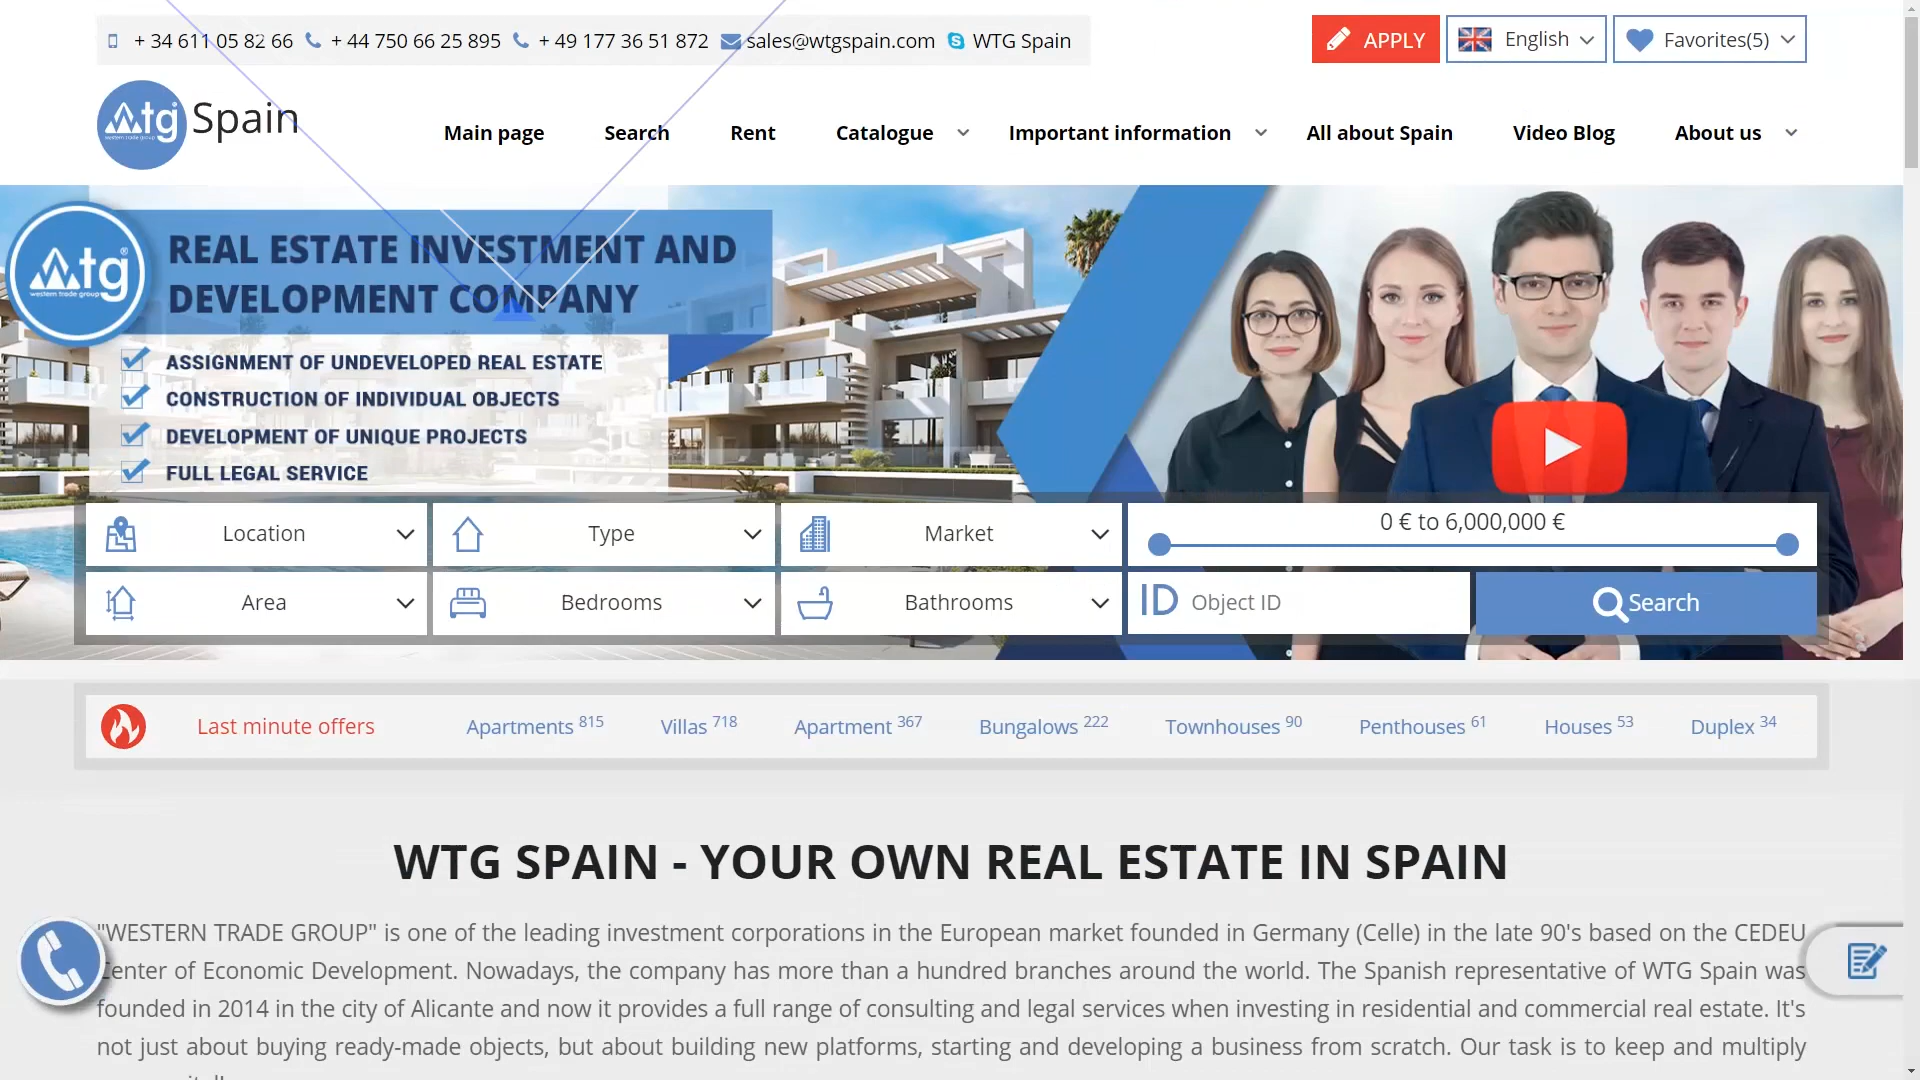 + 34 611 05 82 66 + 44 750 66 25 895 + 49 177 36 51 872 sales@wtgspain.com WTG Spain APPLY English Favorites(5)
wtg Spain
western trade group
Main page Search Rent Catalogue Important information All about Spain Video Blog About us
wtg
western trade group
REAL ESTATE INVESTMENT AND
DEVELOPMENT COMPANY
ASSIGNMENT OF UNDEVELOPED REAL ESTATE
CONSTRUCTION OF INDIVIDUAL OBJECTS
DEVELOPMENT OF UNIQUE PROJECTS
FULL LEGAL SERVICE
Location Type Market 0 € to 6,000,000 €
Area Bedrooms Bathrooms ID Object ID Search
Last minute offers Apartments 815 Villas 718 Apartment 367 Bungalows 222 Townhouses 90 Penthouses 61 Houses 53 Duplex 34
WTG SPAIN - YOUR OWN REAL ESTATE IN SPAIN
"WESTERN TRADE GROUP" is one of the leading investment corporations in the European market founded in Germany (Celle) in the late 90's based on the CEDEU
Center of Economic Development. Nowadays, the company has more than a hundred branches around the world. The Spanish representative of WTG Spain was
founded in 2014 in the city of Alicante and now it provides a full range of consulting and legal services when investing in residential and commercial real estate. It's
not just about buying ready-made objects, but about building new platforms, starting and developing a business from scratch. Our task is to keep and multiply